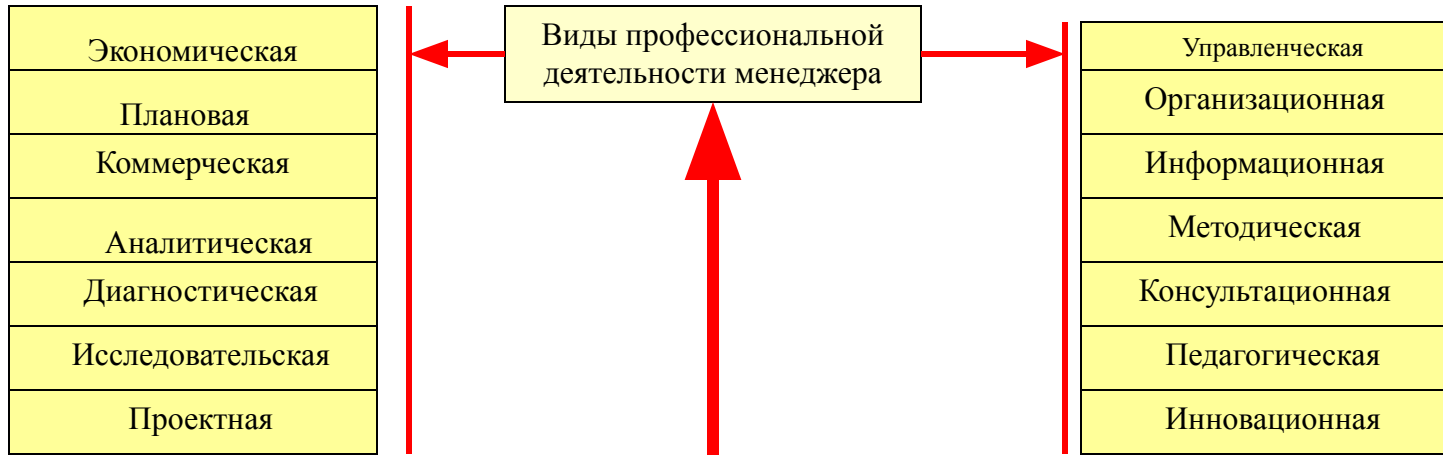 Виды профессиональной
деятельности менеджера
Экономическая
Плановая
Коммерческая
Аналитическая
Диагностическая
Исследовательская
Проектная
Управленческая
Организационная
Информационная
Методическая
Консультационная
Педагогическая
Инновационная